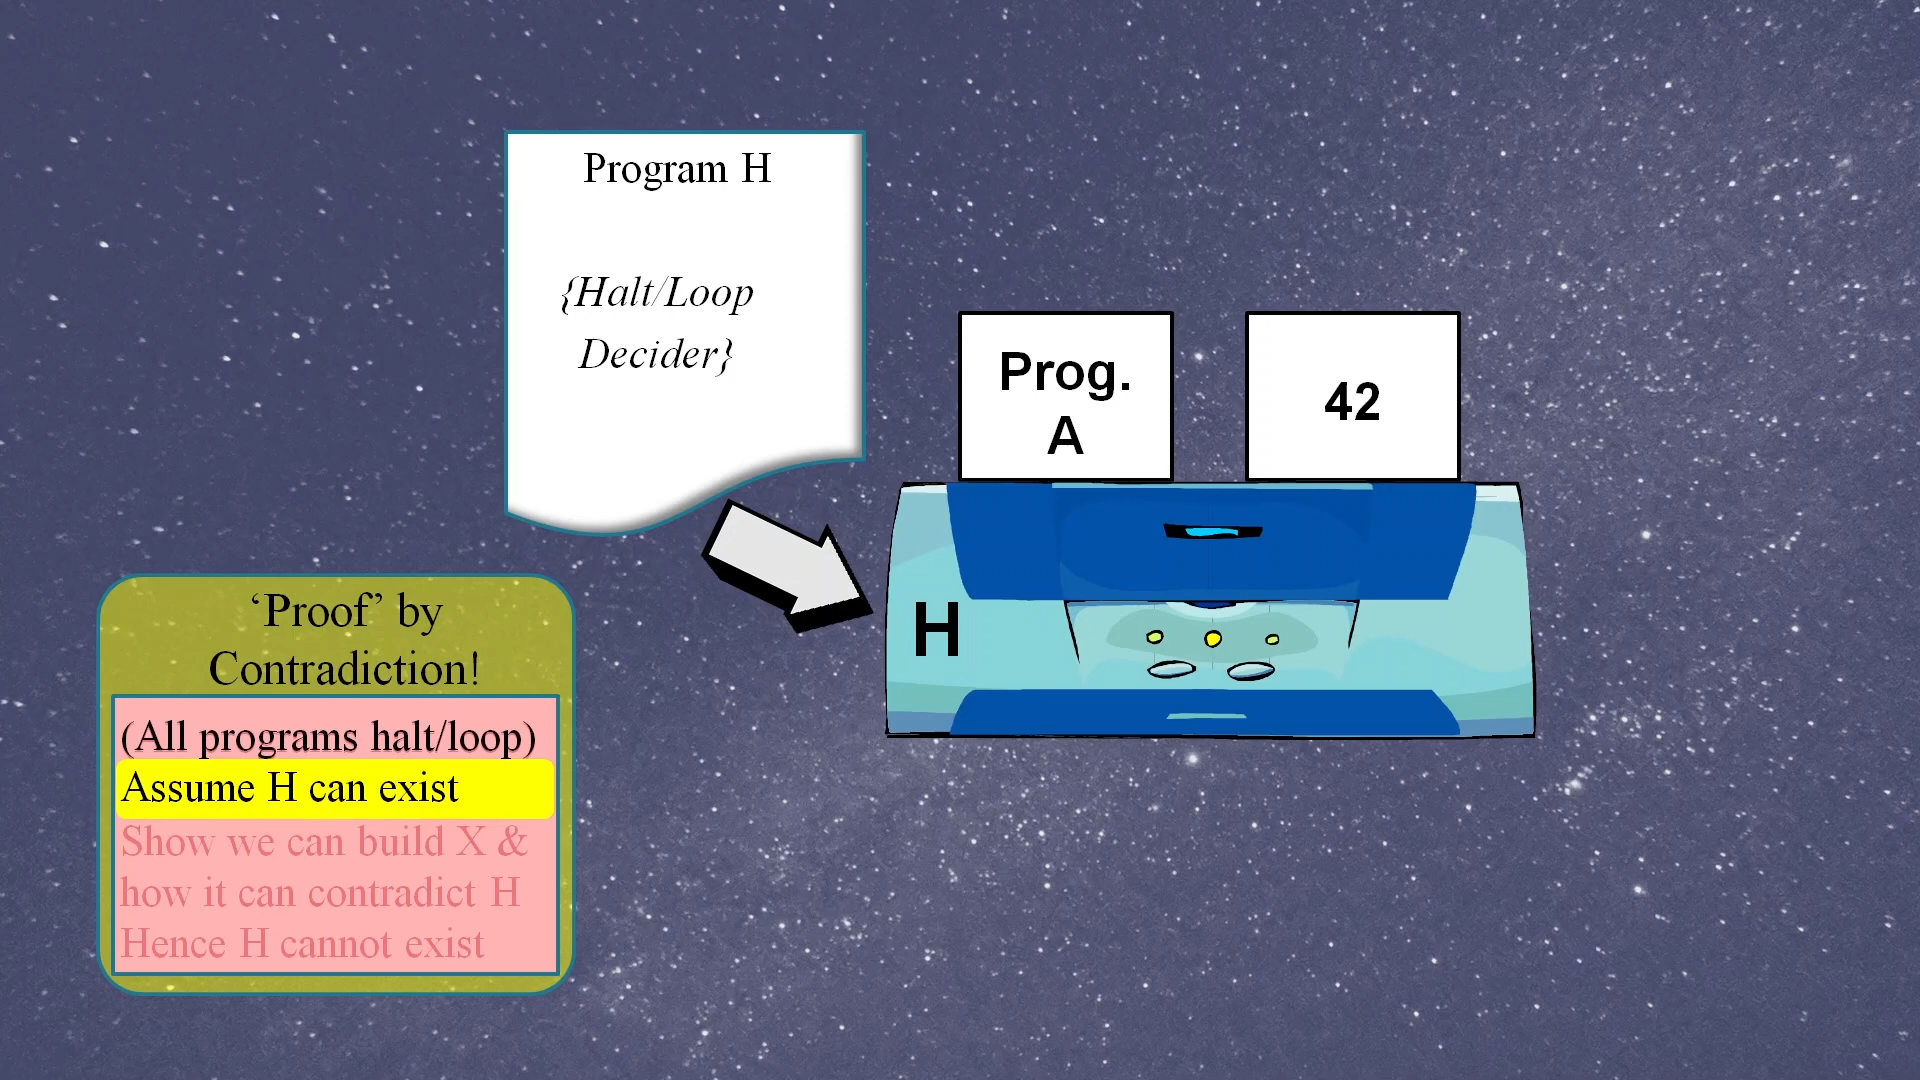 Program H
{Halt/Loop
Decider}
Prog.
A
42
H
‘Proof’ by
Contradiction!
(All programs halt/loop)
Assume H can exist
Show we can build X &
how it can contradict H
Hence H cannot exist